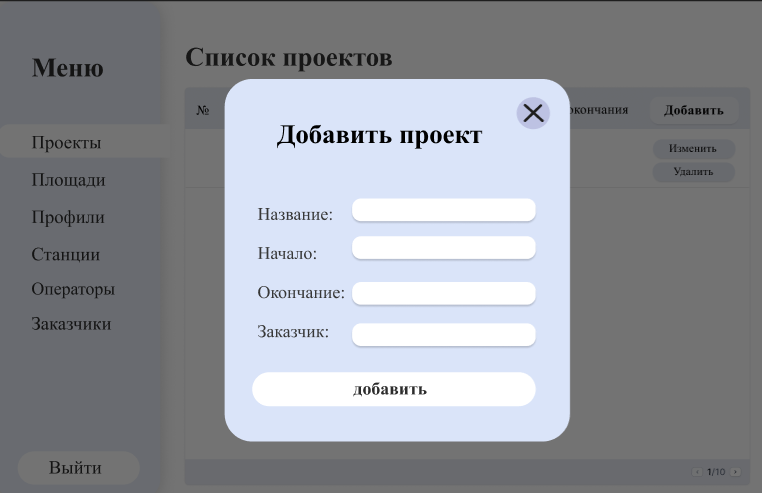 Меню
Проекты
Площади
Профили
Станции
Операторы
Заказчики
Выйти
Список проектов
№
окончания
Добавить
Изменить
Удалить
Добавить проект
Название:
Начало:
Окончание:
Заказчик:
добавить
1/10